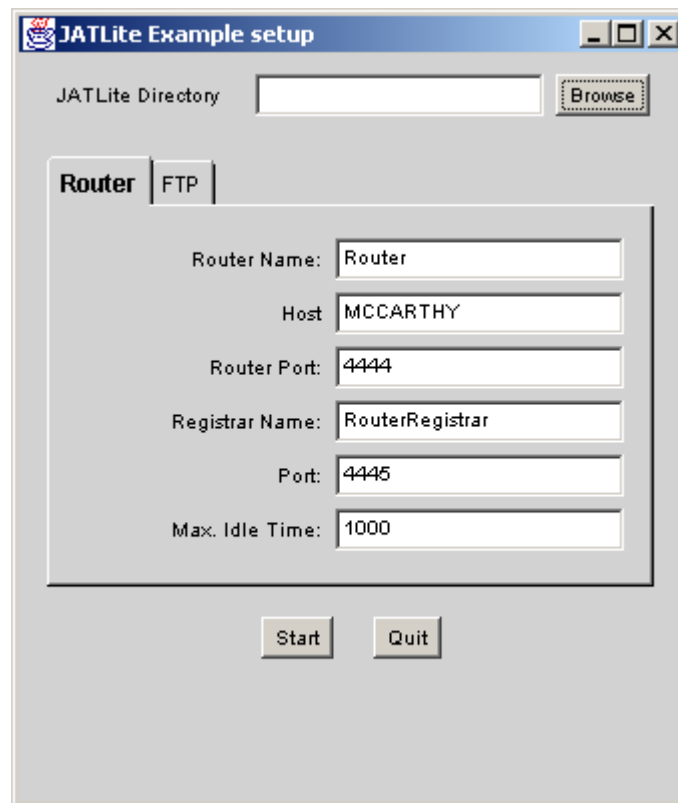 JATLite Example setup
JATLite Directory Browse
Router FTP
Router Name: Router
Host MCCARTHY
Router Port: 4444
Registrar Name: RouterRegistrar
Port: 4445
Max. Idle Time: 1000
Start Quit